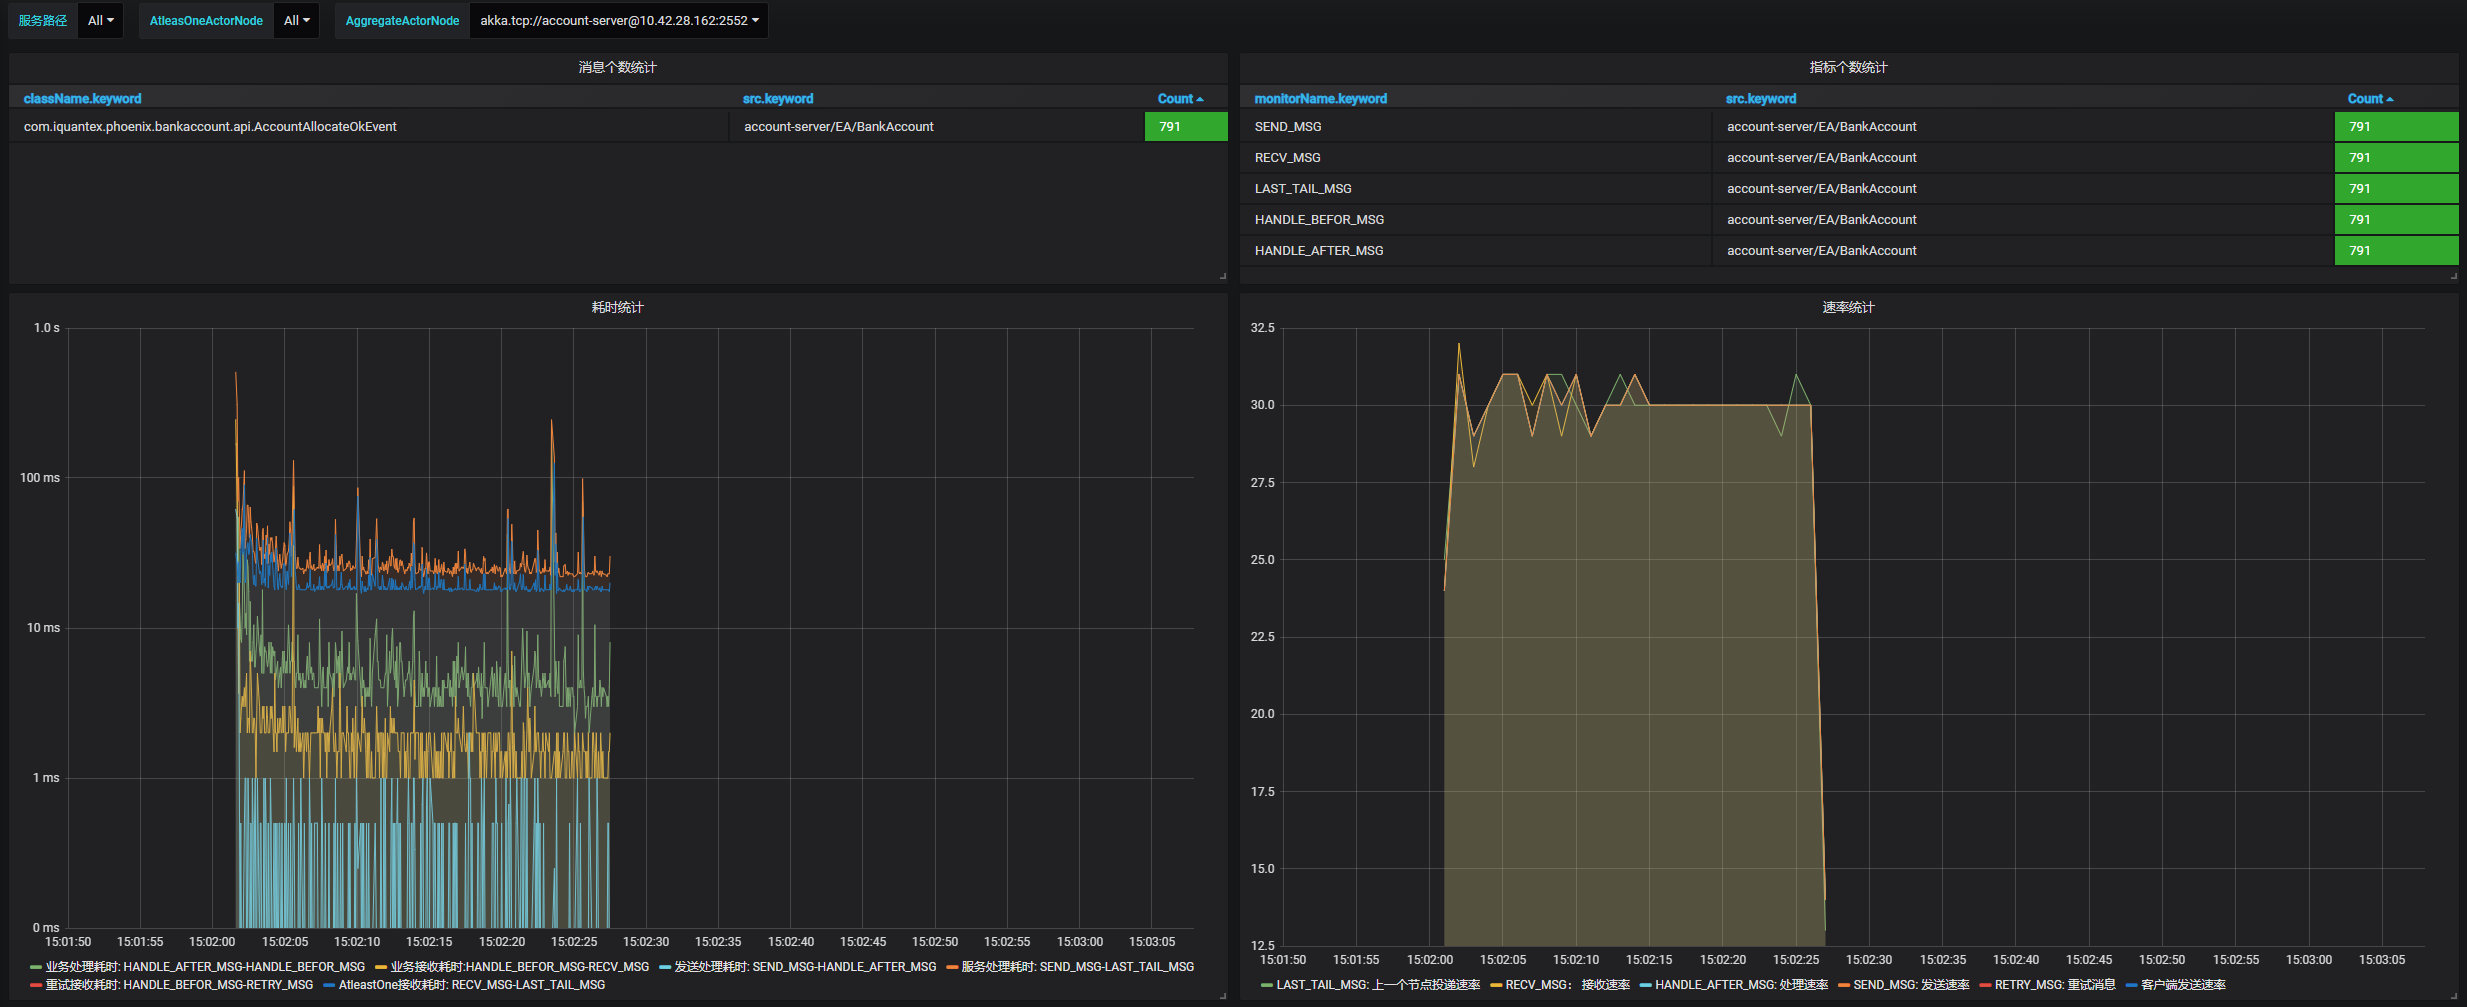 服务路径 All AtleasOneActorNode All AggregateActorNode akka.tcp://account-server@10.42.28.162:2552
消息个数统计
className.keyword src.keyword Count
com.iquantex.phoenix.bankaccount.api.AccountAllocateOkEvent account-server/EA/BankAccount 791
指标个数统计
monitorName.keyword src.keyword Count
SEND_MSG account-server/EA/BankAccount 791
RECV_MSG account-server/EA/BankAccount 791
LAST_TAIL_MSG account-server/EA/BankAccount 791
HANDLE_BEFOR_MSG account-server/EA/BankAccount 791
HANDLE_AFTER_MSG account-server/EA/BankAccount 791
耗时统计
1.0 s
100 ms
10 ms
1 ms
0 ms
15:01:50 15:01:55 15:02:00 15:02:05 15:02:10 15:02:15 15:02:20 15:02:25 15:02:30 15:02:35 15:02:40 15:02:45 15:02:50 15:02:55 15:03:00 15:03:05
业务处理耗时: HANDLE_AFTER_MSG-HANDLE_BEFOR_MSG 业务接收耗时:HANDLE_BEFOR_MSG-RECV_MSG 发送处理耗时: SEND_MSG-HANDLE_AFTER_MSG 服务处理耗时: SEND_MSG-LAST_TAIL_MSG
重试接收耗时: HANDLE_BEFOR_MSG-RETRY_MSG AtleastOne接收耗时: RECV_MSG-LAST_TAIL_MSG
速率统计
32.5
30.0
27.5
25.0
22.5
20.0
17.5
15.0
12.5
15:01:50 15:01:55 15:02:00 15:02:05 15:02:10 15:02:15 15:02:20 15:02:25 15:02:30 15:02:35 15:02:40 15:02:45 15:02:50 15:02:55 15:03:00 15:03:05
LAST_TAIL_MSG: 上一个节点投递速率 RECV_MSG： 接收速率 HANDLE_AFTER_MSG: 处理速率 SEND_MSG: 发送速率 RETRY_MSG: 重试消息 客户端发送速率